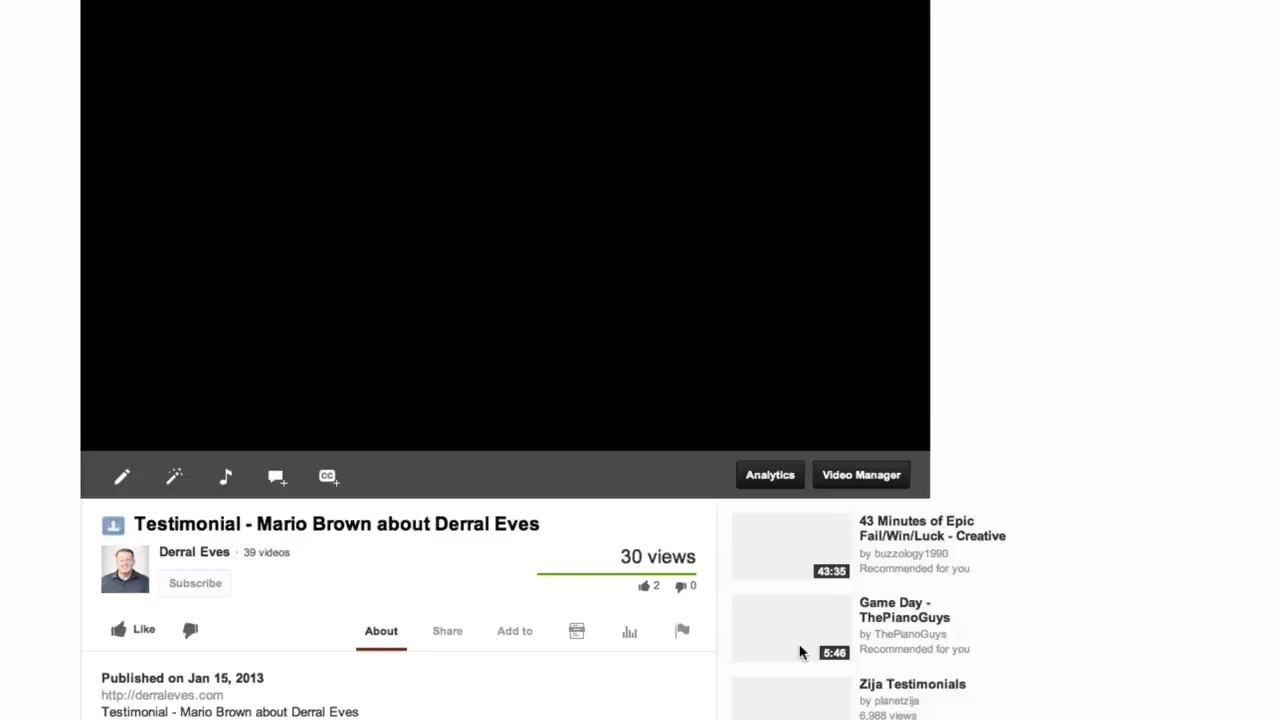 CC
Analytics
Video Manager
Testimonial - Mario Brown about Derral Eves
Derral Eves · 39 videos
Subscribe
30 views
2 0
Like
About
Share
Add to
Published on Jan 15, 2013
http://derraleves.com
Testimonial - Mario Brown about Derral Eves
43:35
43 Minutes of Epic
Fail/Win/Luck - Creative
by buzzology1990
Recommended for you
5:46
Game Day -
ThePianoGuys
by ThePianoGuys
Recommended for you
Zija Testimonials
by planetzija
6,988 views